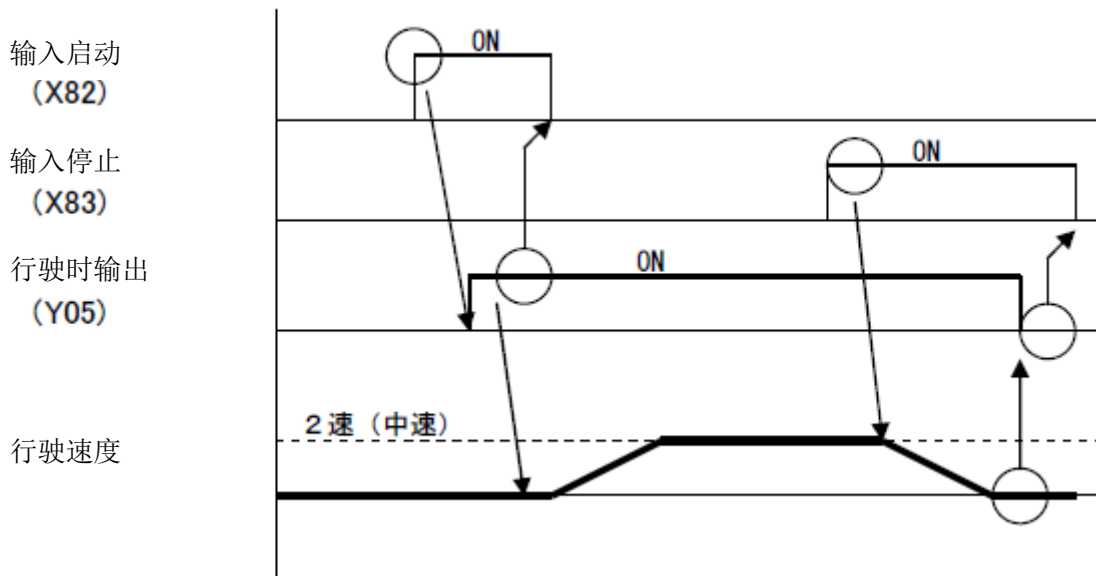 输入启动
ON
（X82）
输入停止
ON
（X83）
行驶时输出
ON
（Y05）
2速（中速）
行驶速度